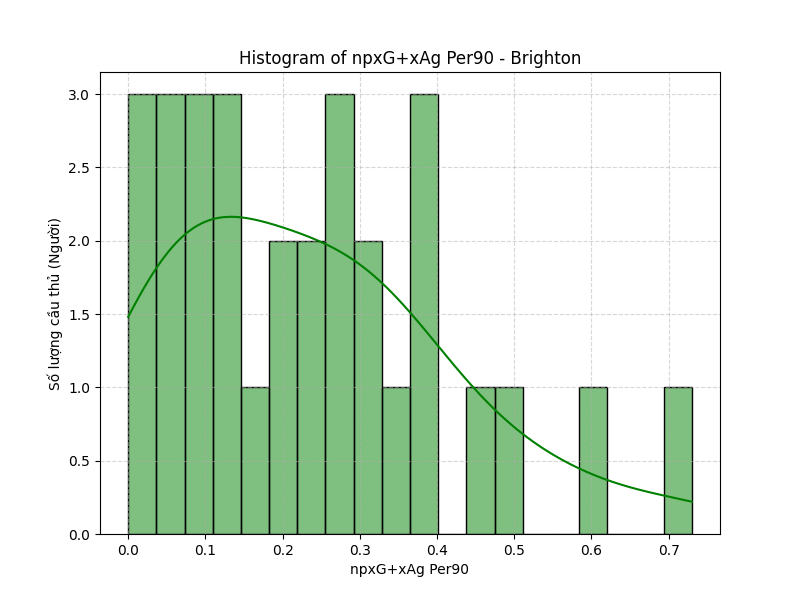 Histogram of npxG+xAg Per90 - Brighton
Số lượng cầu thủ (Người)
3.0
2.5
2.0
1.5
1.0
0.5
0.0
0.0 0.1 0.2 0.3 0.4 0.5 0.6 0.7
npxG+xAg Per90